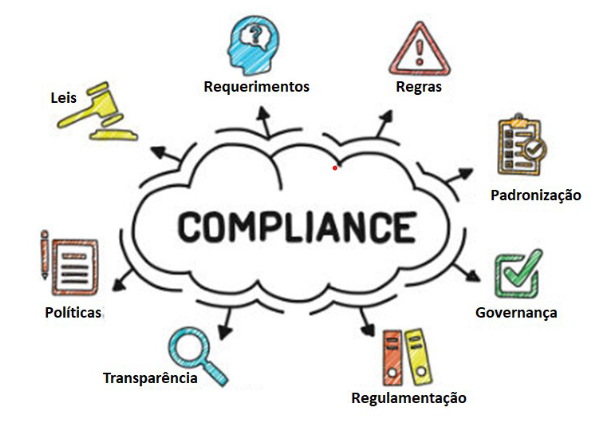 Requerimentos
Regras
Leis
Padronização
COMPLIANCE
Políticas
Governança
Transparência
Regulamentação